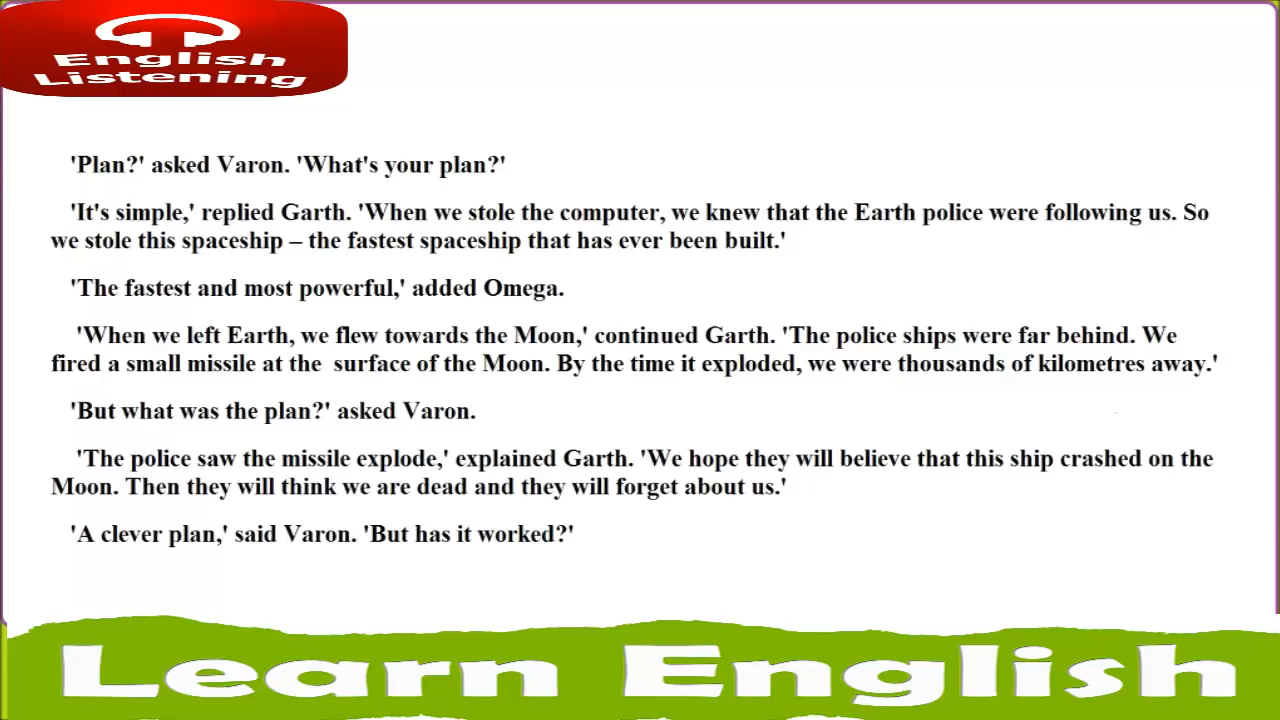 English
Listening
'Plan?' asked Varon. 'What's your plan?'
'It's simple,' replied Garth. 'When we stole the computer, we knew that the Earth police were following us. So
we stole this spaceship – the fastest spaceship that has ever been built.'
'The fastest and most powerful,' added Omega.
'When we left Earth, we flew towards the Moon,' continued Garth. 'The police ships were far behind. We
fired a small missile at the surface of the Moon. By the time it exploded, we were thousands of kilometres away.'
'But what was the plan?' asked Varon.
'The police saw the missile explode,' explained Garth. 'We hope they will believe that this ship crashed on the
Moon. Then they will think we are dead and they will forget about us.'
'A clever plan,' said Varon. 'But has it worked?'
Learn English